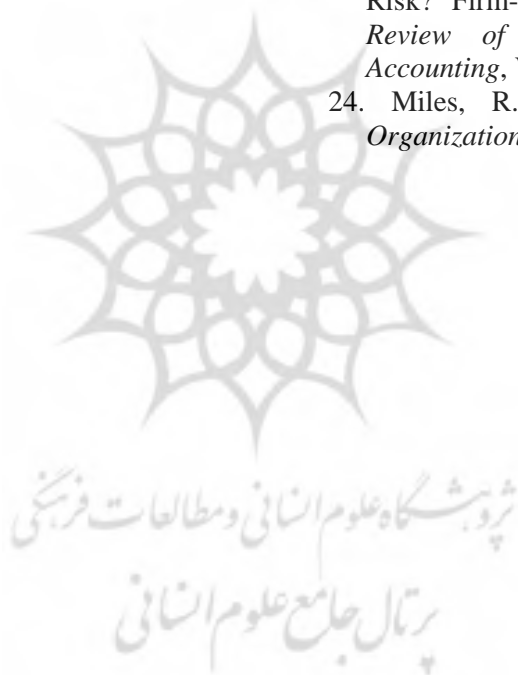 Risk? Firm-
Review of
Accounting,
24. Miles, R.
Organization
پژوهشگاه علوم انسانی و مطالعات فرهنگی
پرتال جامع علوم انسانی